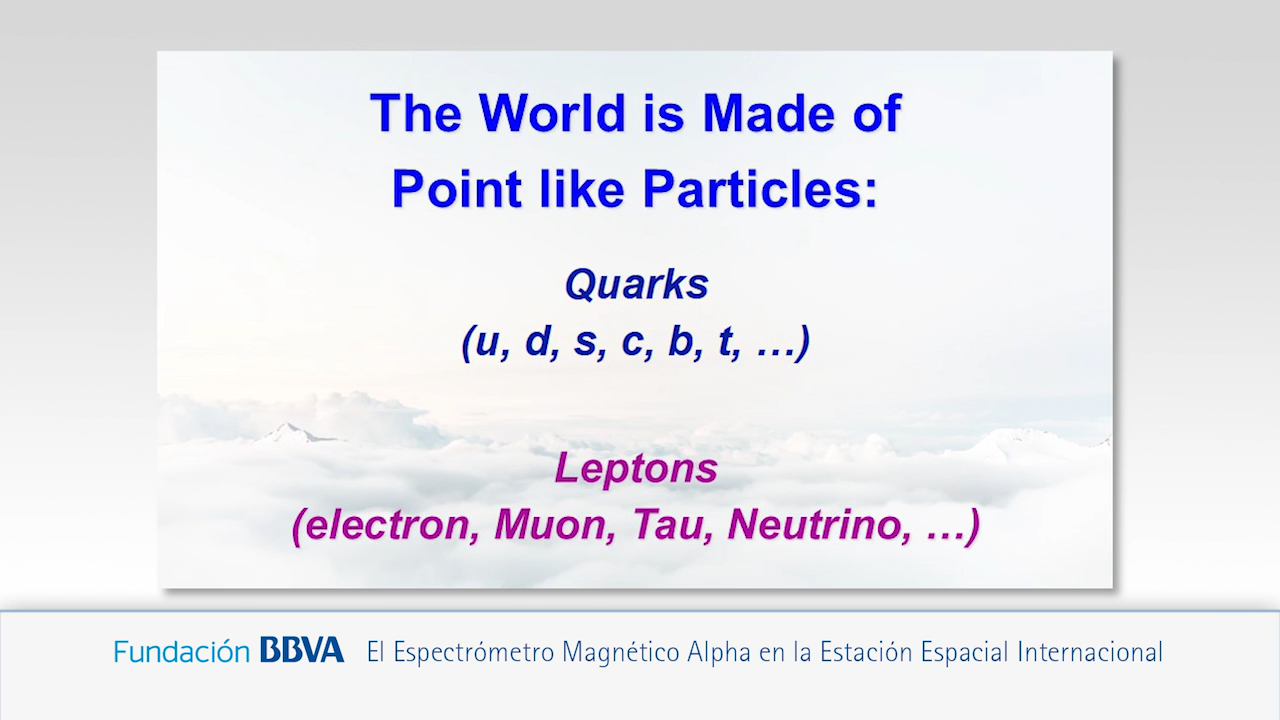 The World is Made of
Point like Particles:
Quarks
(u, d, s, c, b, t, …)
Leptons
(electron, Muon, Tau, Neutrino, …)
Fundación BBVA El Espectrómetro Magnético Alpha en la Estación Espacial Internacional